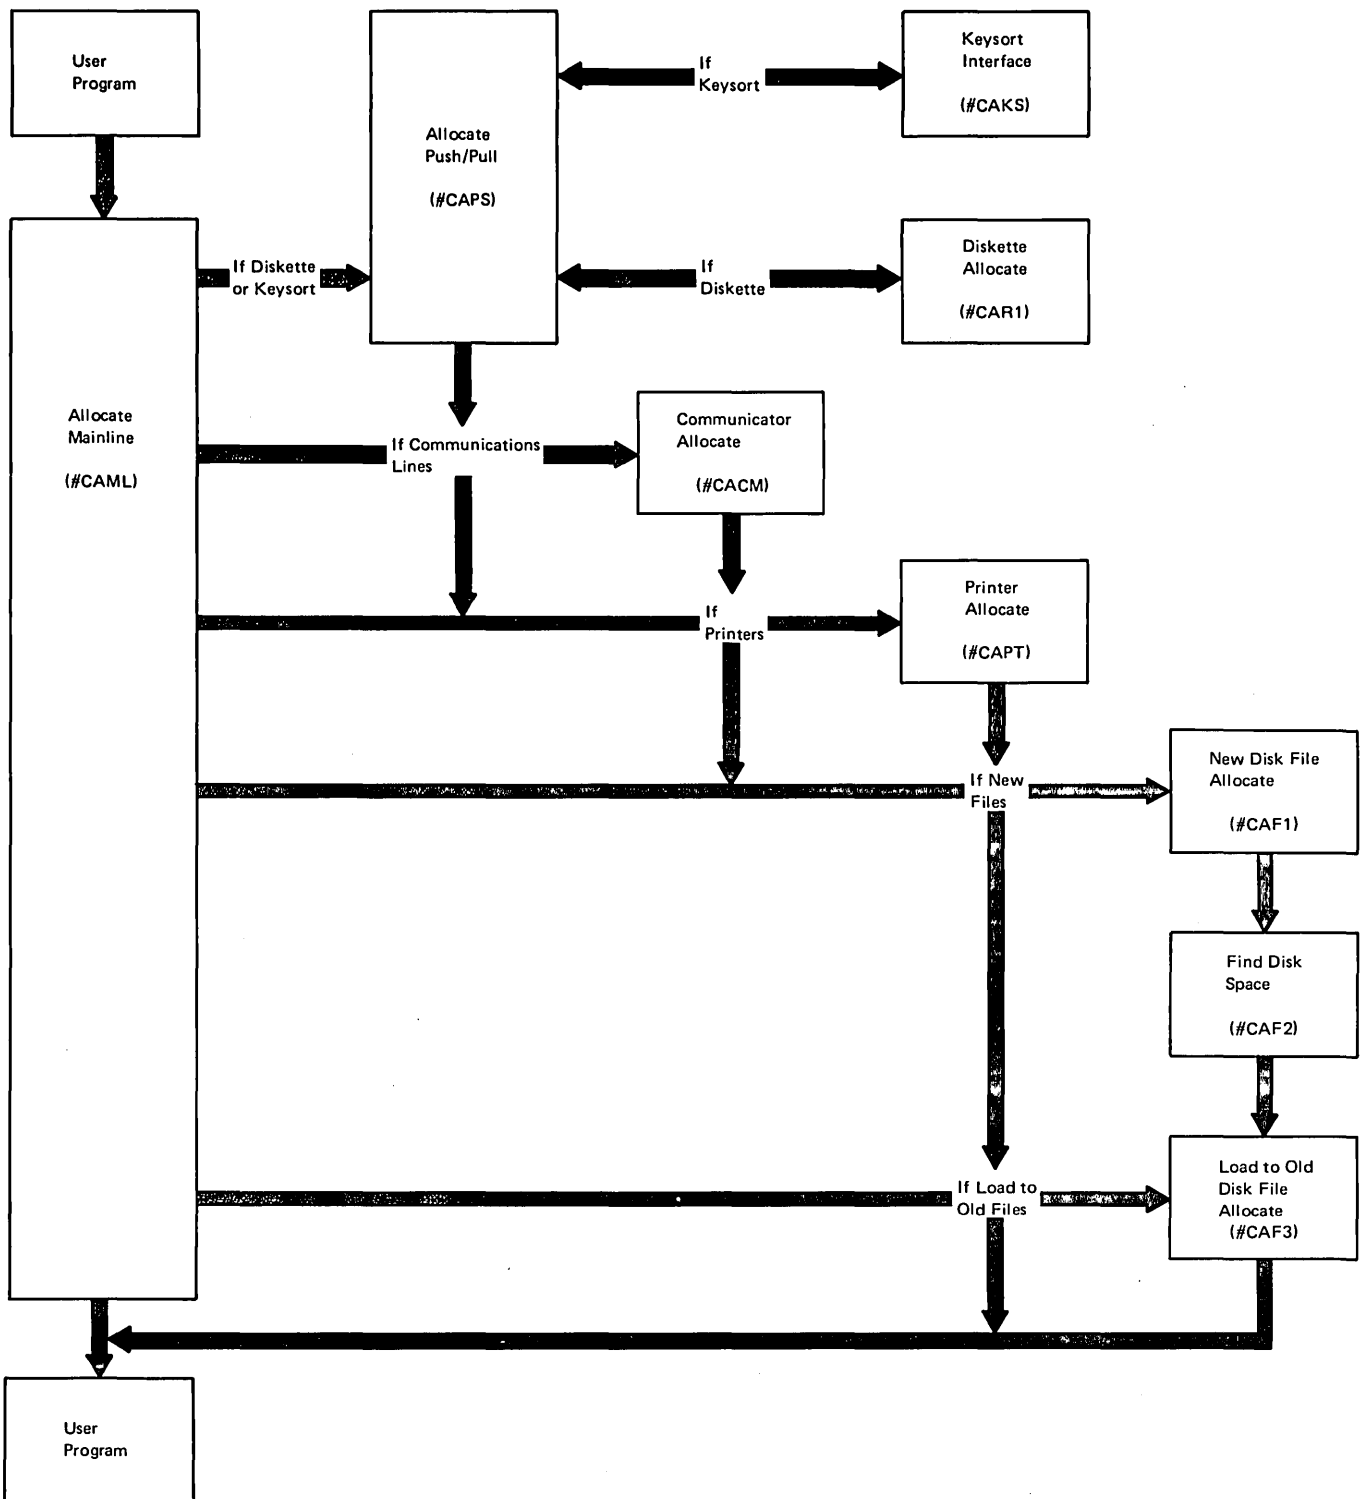 User
Program
Allocate
Push/Pull
(#CAPS)
If
Keysort
Keysort
Interface
(#CAKS)
If Diskette
or Keysort
If
Diskette
Diskette
Allocate
(#CAR1)
Allocate
Mainline
(#CAML)
If Communications
Lines
Communicator
Allocate
(#CACM)
If
Printers
Printer
Allocate
(#CAPT)
If New
Files
New Disk File
Allocate
(#CAF1)
Find Disk
Space
(#CAF2)
If Load to
Old Files
Load to Old
Disk File
Allocate
(#CAF3)
User
Program